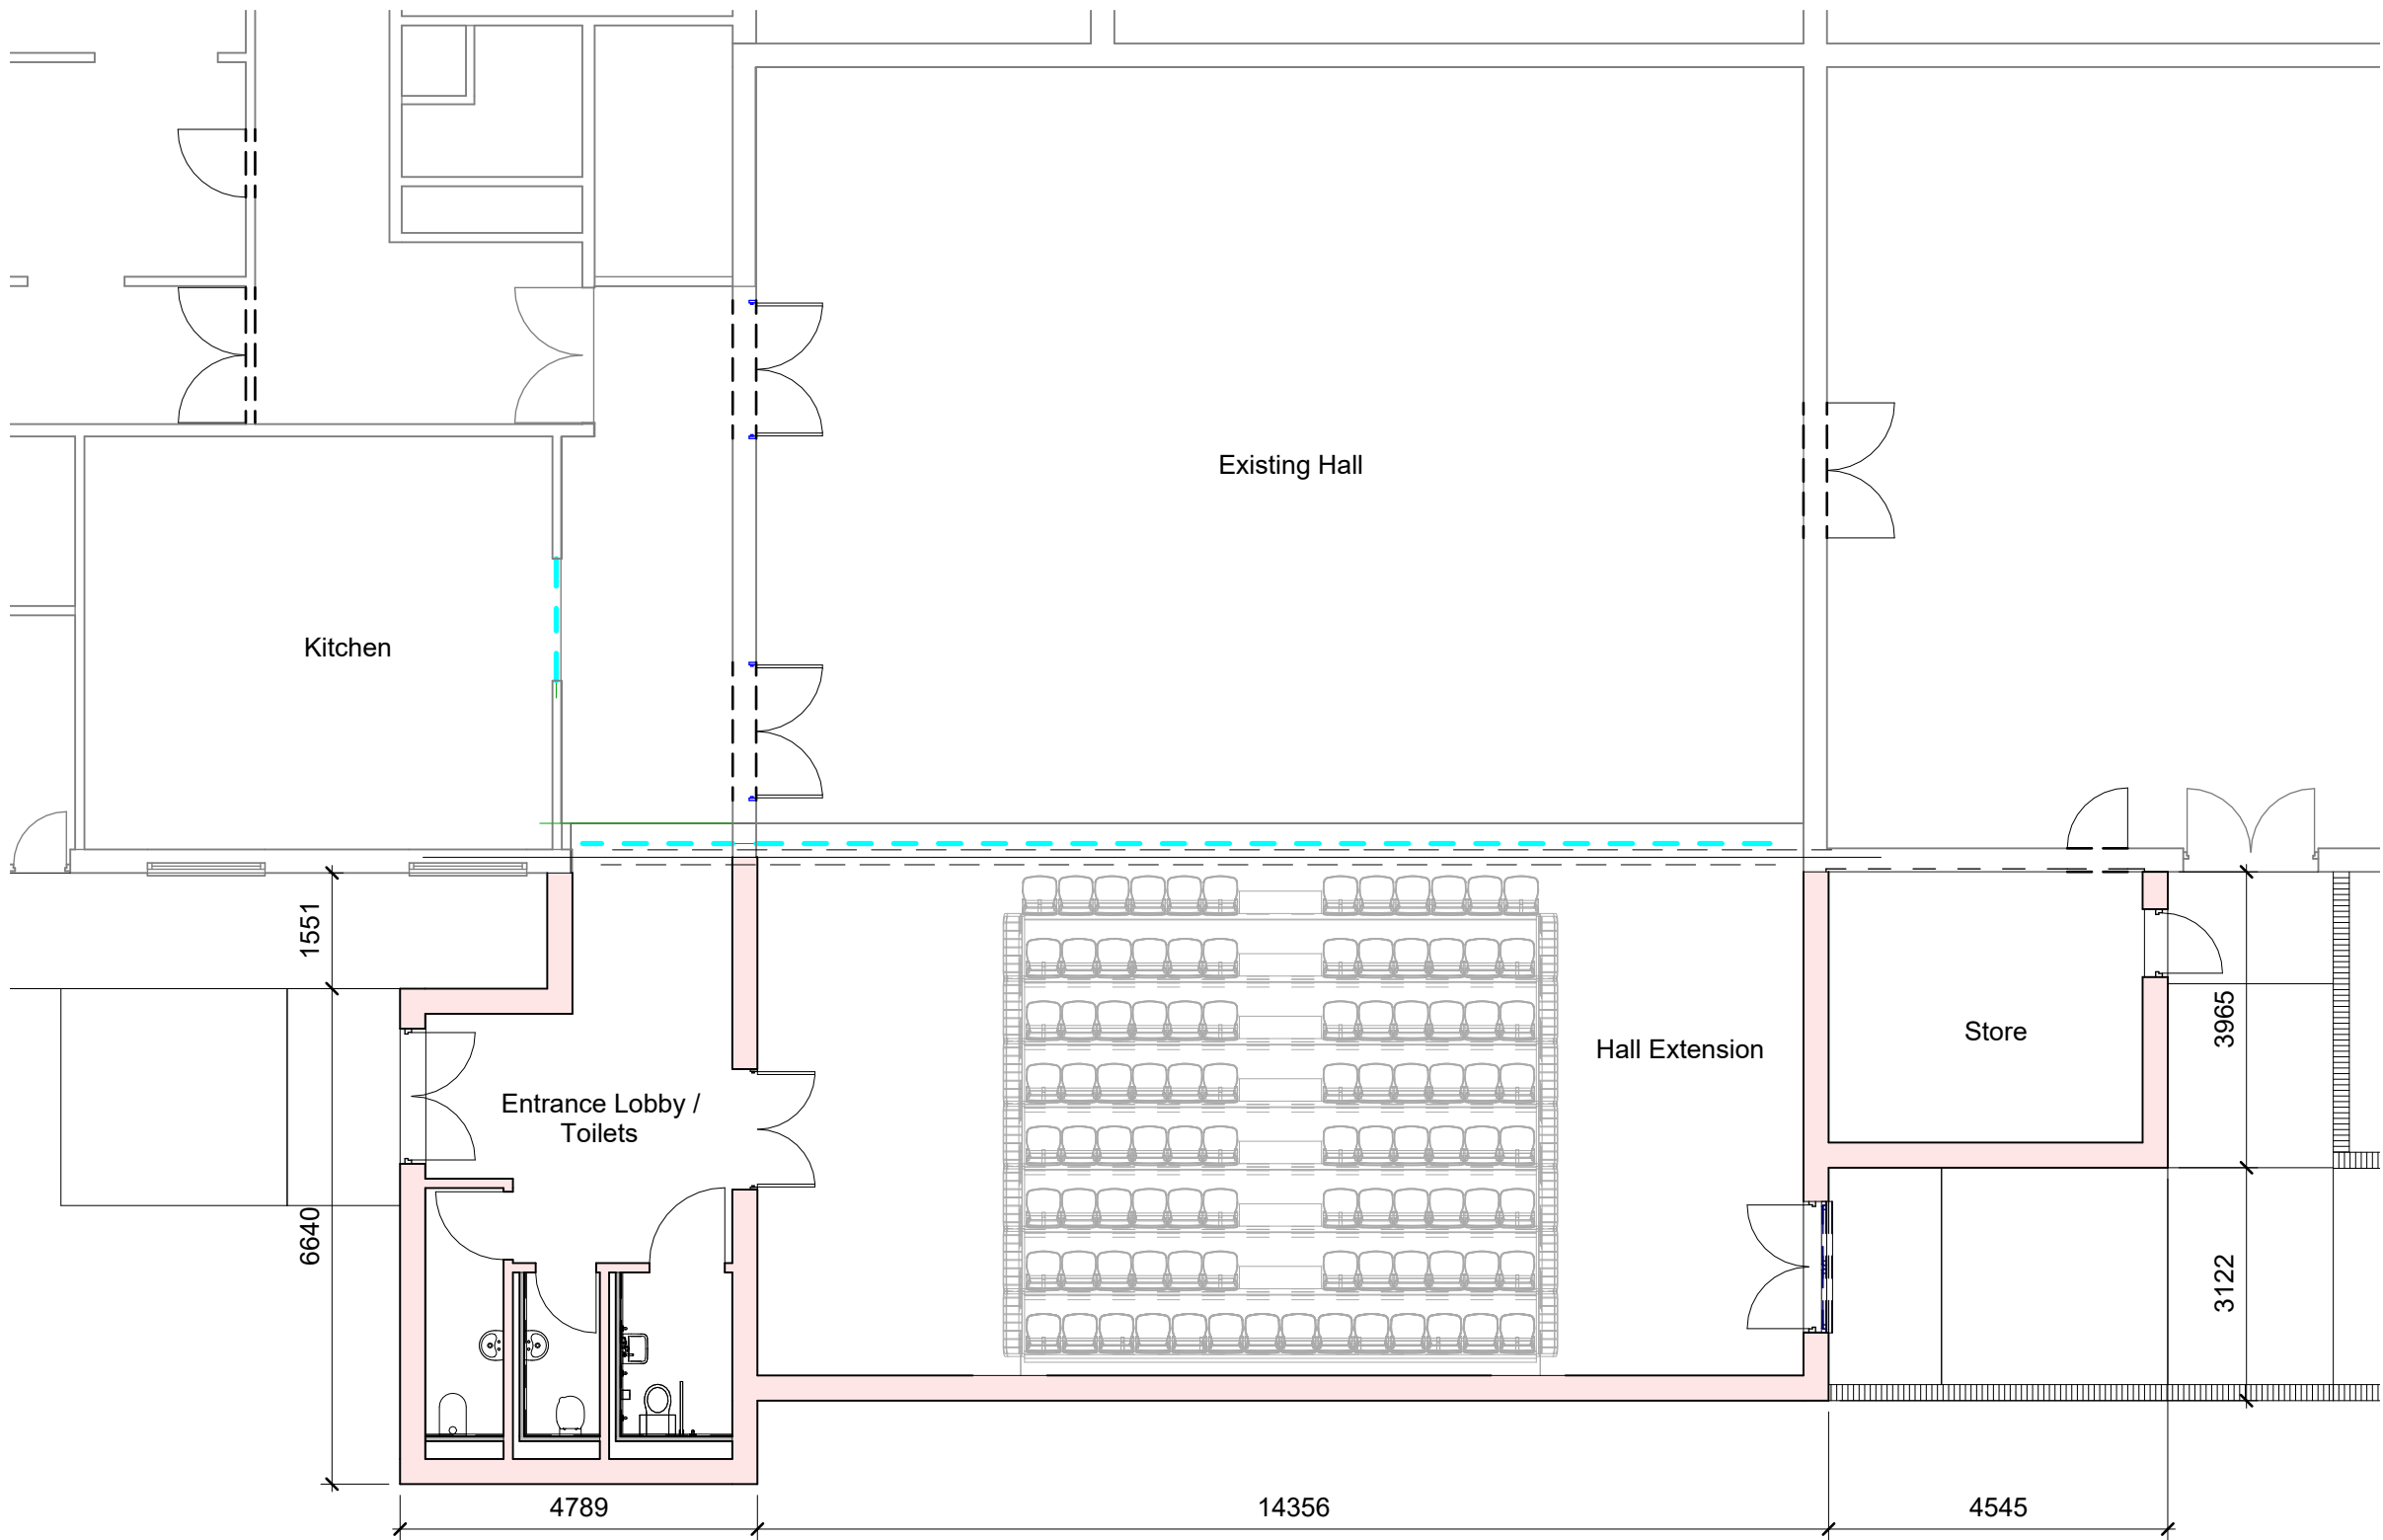 Existing Hall
Kitchen
1551
3965
Store
Hall Extension
Entrance Lobby /
Toilets
6640
3122
4789
14356
4545